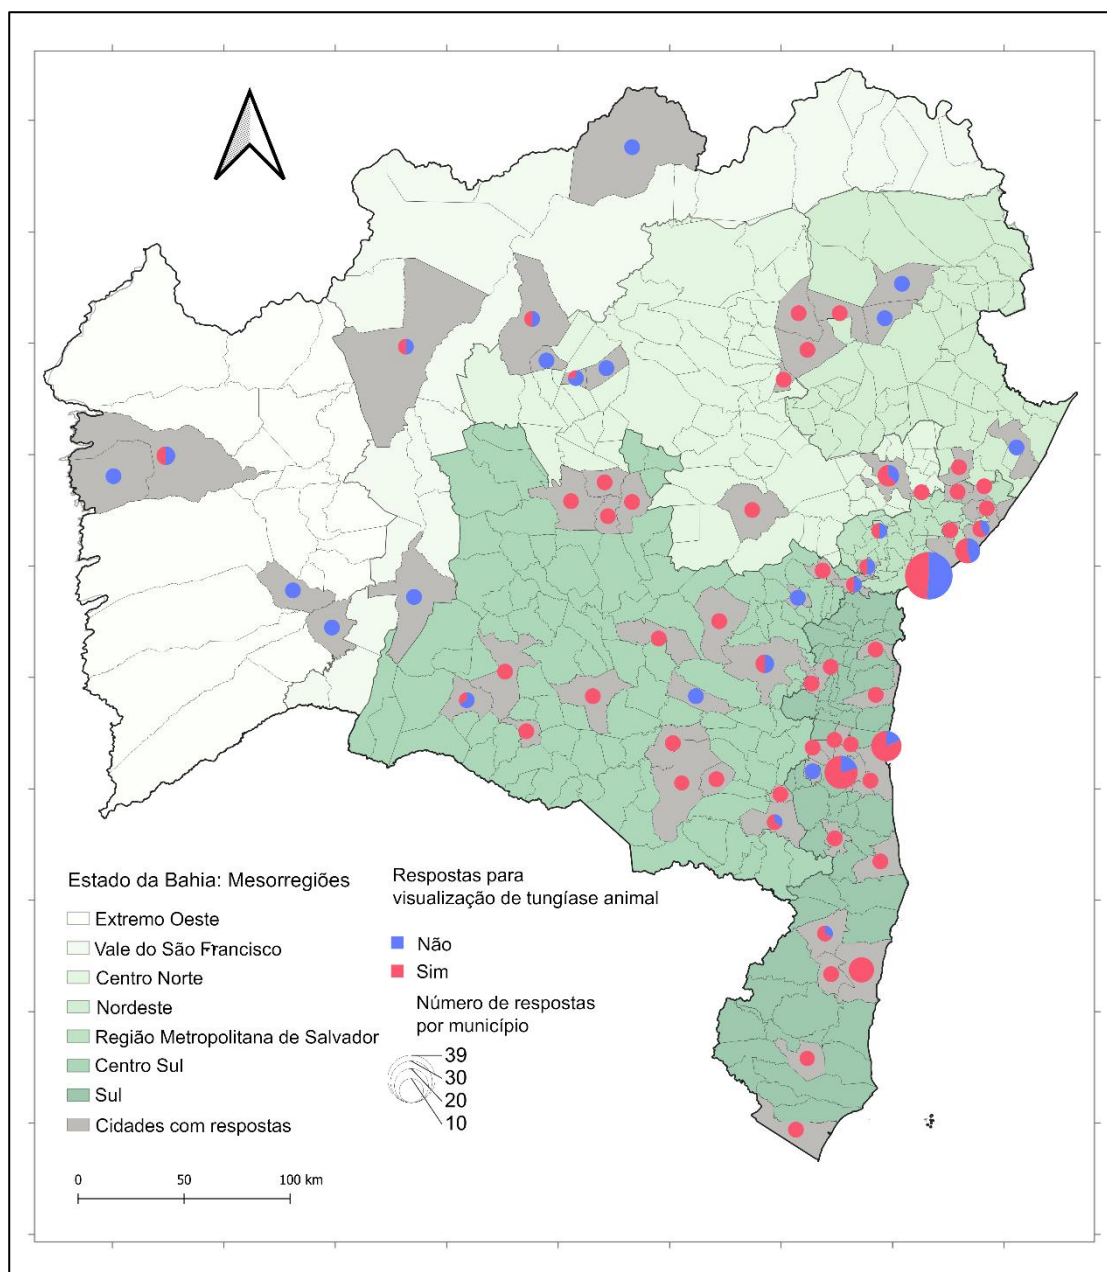 Estado da Bahia: Mesorregiões
Extremo Oeste
Vale do São Francisco
Centro Norte
Nordeste
Região Metropolitana de Salvador
Centro Sul
Sul
Cidades com respostas
0 50 100 km
Respostas para
visualização de tungíase animal
Não
Sim
Número de respostas
por município
39
30
20
10